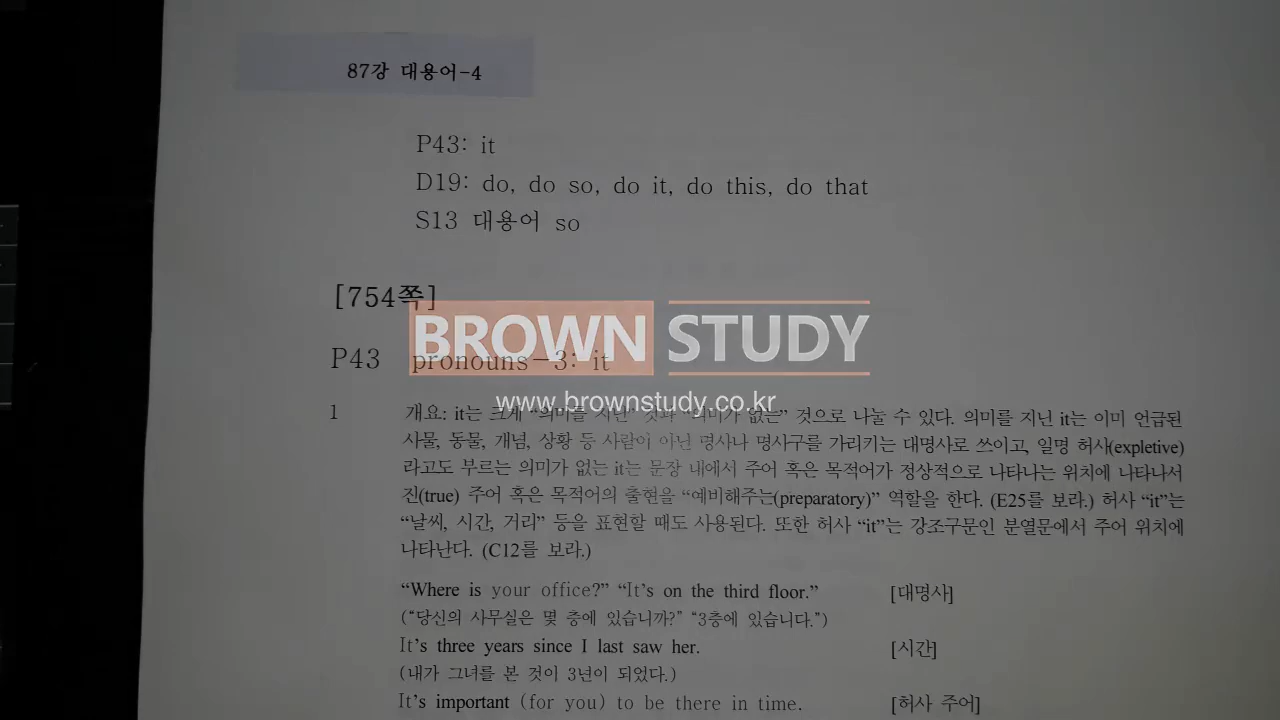 87강 대용어-4
P43: it
D19: do, do so, do it, do this, do that
S13 대용어 so
[754쪽]
BROWN STUDY
P43 pronouns-3: it
www.brownstudy.co.kr
1 개요: it는 크게 “의미를 지닌” 것과 “의미가 없는” 것으로 나눌 수 있다. 의미를 지닌 it는 이미 언급된
사물, 동물, 개념, 상황 등 사람이 아닌 명사나 명사구를 가리키는 대명사로 쓰이고, 일명 허사(expletive)
라고도 부르는 의미가 없는 it는 문장 내에서 주어 혹은 목적어가 정상적으로 나타나는 위치에 나타나서
진(true) 주어 혹은 목적어의 출현을 “예비해주는(preparatory)” 역할을 한다. (E25를 보라.) 허사 “it”는
“날씨, 시간, 거리” 등을 표현할 때도 사용된다. 또한 허사 “it”는 강조구문인 분열문에서 주어 위치에
나타난다. (C12를 보라.)
“Where is your office?” “It’s on the third floor.” [대명사]
(“당신의 사무실은 몇 층에 있습니까?” “3층에 있습니다.”)
It’s three years since I last saw her. [시간]
(내가 그녀를 본 것이 3년이 되었다.)
It’s important (for you) to be there in time. [허사 주어]